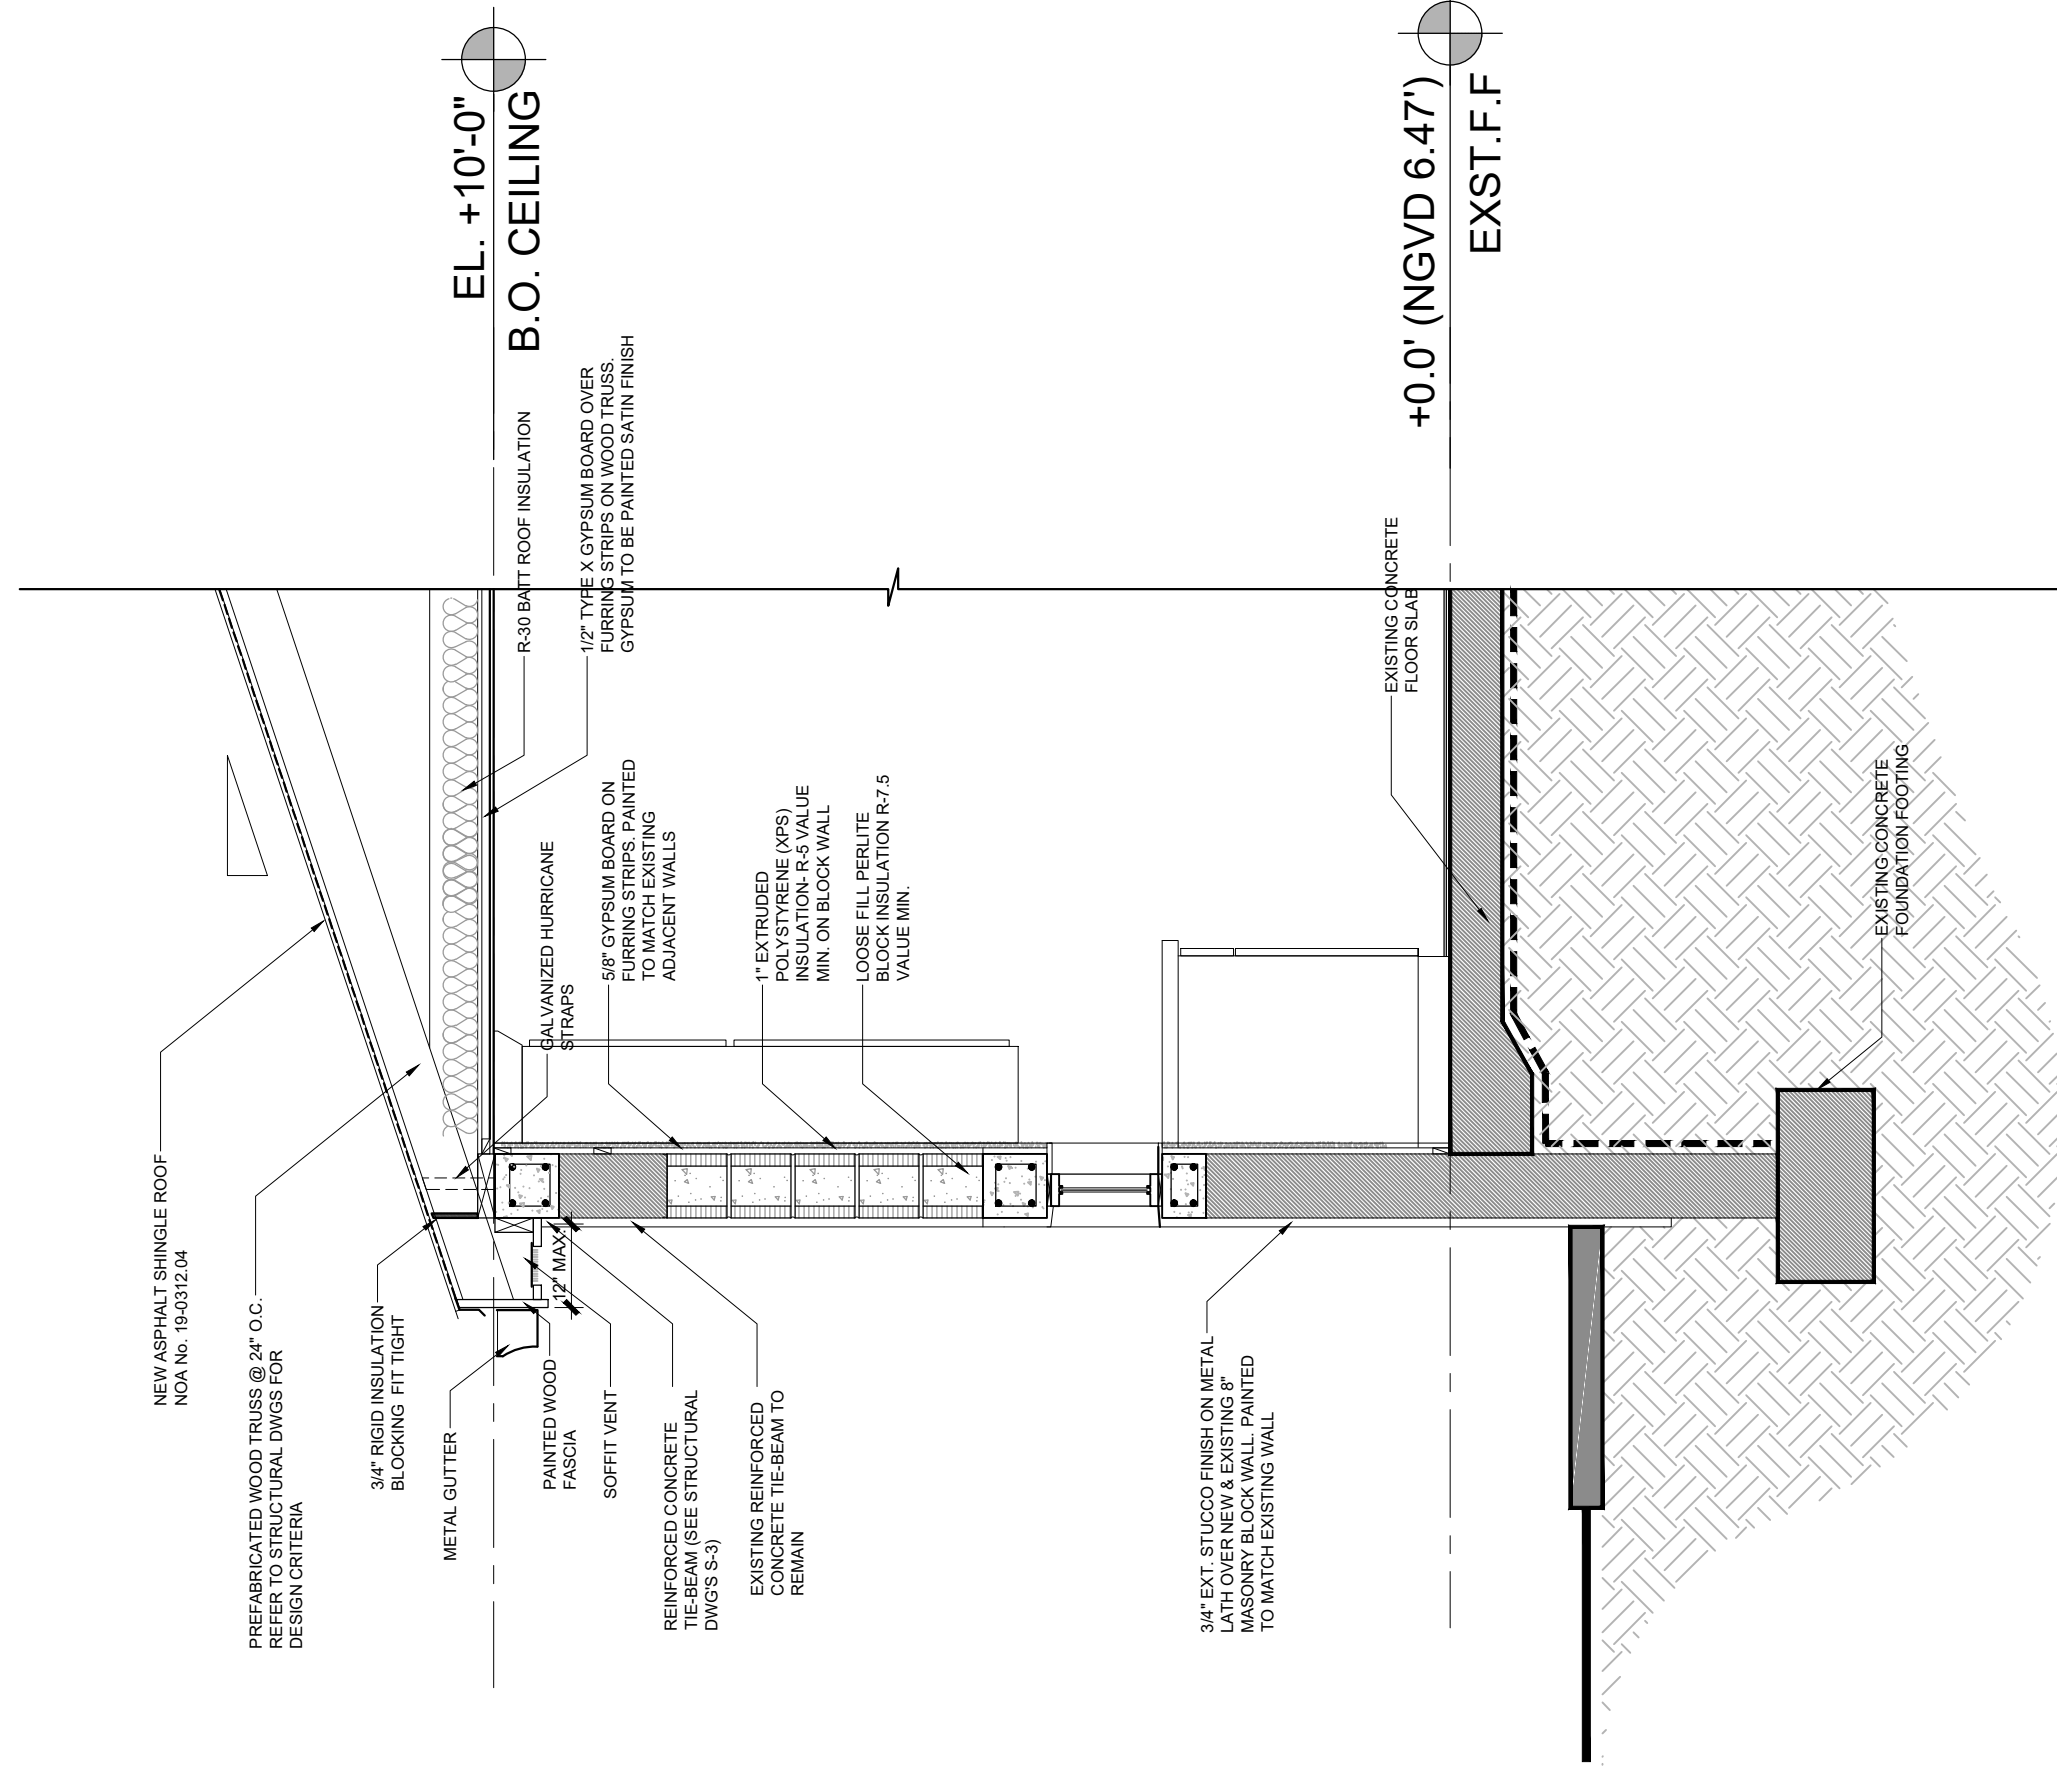 NEW ASPHALT SHINGLE ROOF
NOA No. 19-0312.04
PREFABRICATED WOOD TRUSS @ 24" O.C.
REFER TO STRUCTURAL DWGS FOR
DESIGN CRITERIA
3/4" RIGID INSULATION
BLOCKING FIT TIGHT
METAL GUTTER
PAINTED WOOD
FASCIA
SOFFIT VENT
REINFORCED CONCRETE
TIE-BEAM (SEE STRUCTURAL
DWG'S S-3)
EXISTING REINFORCED
CONCRETE TIE-BEAM TO
REMAIN
3/4" EXT. STUCCO FINISH ON METAL
LATH OVER NEW & EXISTING 8"
MASONRY BLOCK WALL. PAINTED
TO MATCH EXISTING WALL
12" MAX.
GALVANIZED HURRICANE
STRAPS
5/8" GYPSUM BOARD ON
FURRING STRIPS. PAINTED
TO MATCH EXISTING
ADJACENT WALLS
1" EXTRUDED
POLYSTYRENE (XPS)
INSULATION- R-5 VALUE
MIN. ON BLOCK WALL
LOOSE FILL PERLITE
BLOCK INSULATION R-7.5
VALUE MIN.
R-30 BATT ROOF INSULATION
1/2" TYPE X GYPSUM BOARD OVER
FURRING STRIPS ON WOOD TRUSS.
GYPSUM TO BE PAINTED SATIN FINISH
EXISTING CONCRETE
FLOOR SLAB
EXISTING CONCRETE
FOUNDATION FOOTING
EL. +10'-0"
B.O. CEILING
+0.0' (NGVD 6.47')
EXST.F.F